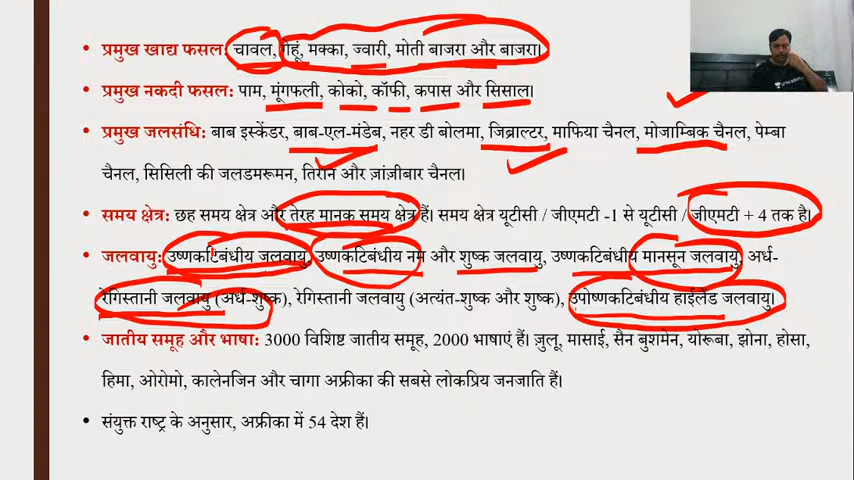 प्रमुख खाद्य फसल: चावल, गेहूं, मक्का, ज्वारी, मोती बाजरा और बाजरा।
प्रमुख नकदी फसल: पाम, मूंगफली, कोको, कॉफी, कपास और सिसाल।
प्रमुख जलसंधि: बाब इस्केंडर, बाब-एल-मंडेब, नहर डी बोलमा, जिब्राल्टर, माफिया चैनल, मोजाम्बिक चैनल, पेम्बा
चैनल, सिसिली की जलडमरूमन, तिरान और ज़ांज़ीबार चैनल।
समय क्षेत्र: छह समय क्षेत्र और तेरह मानक समय क्षेत्र हैं। समय क्षेत्र यूटीसी / जीएमटी -1 से यूटीसी / जीएमटी + 4 तक है।
जलवायु: उष्णकटिबंधीय जलवायु, उष्णकटिबंधीय नम और शुष्क जलवायु, उष्णकटिबंधीय मानसून जलवायु, अर्ध-
रेगिस्तानी जलवायु (अर्ध-शुष्क), रेगिस्तानी जलवायु (अत्यंत-शुष्क और शुष्क), उपोष्णकटिबंधीय हाईलैंड जलवायु।
जातीय समूह और भाषा: 3000 विशिष्ट जातीय समूह, 2000 भाषाएं हैं। ज़ुलू, मासाई, सैन बुशमेन, योरूबा, झोना, होसा,
हिमा, ओरोमो, कालेनजिन और चागा अफ्रीका की सबसे लोकप्रिय जनजाति हैं।
संयुक्त राष्ट्र के अनुसार, अफ्रीका में 54 देश हैं।